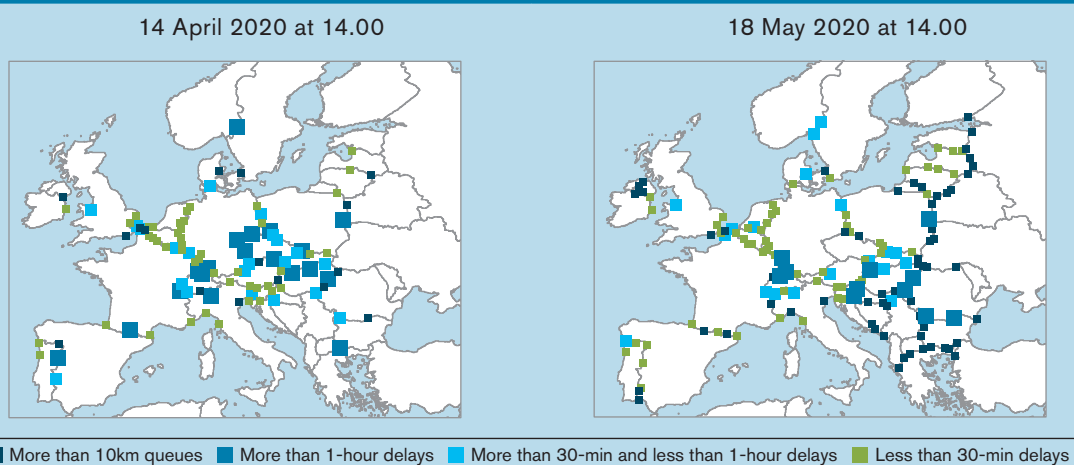 14 April 2020 at 14.00
18 May 2020 at 14.00
More than 10km queues
More than 1-hour delays
More than 30-min and less than 1-hour delays
Less than 30-min delays